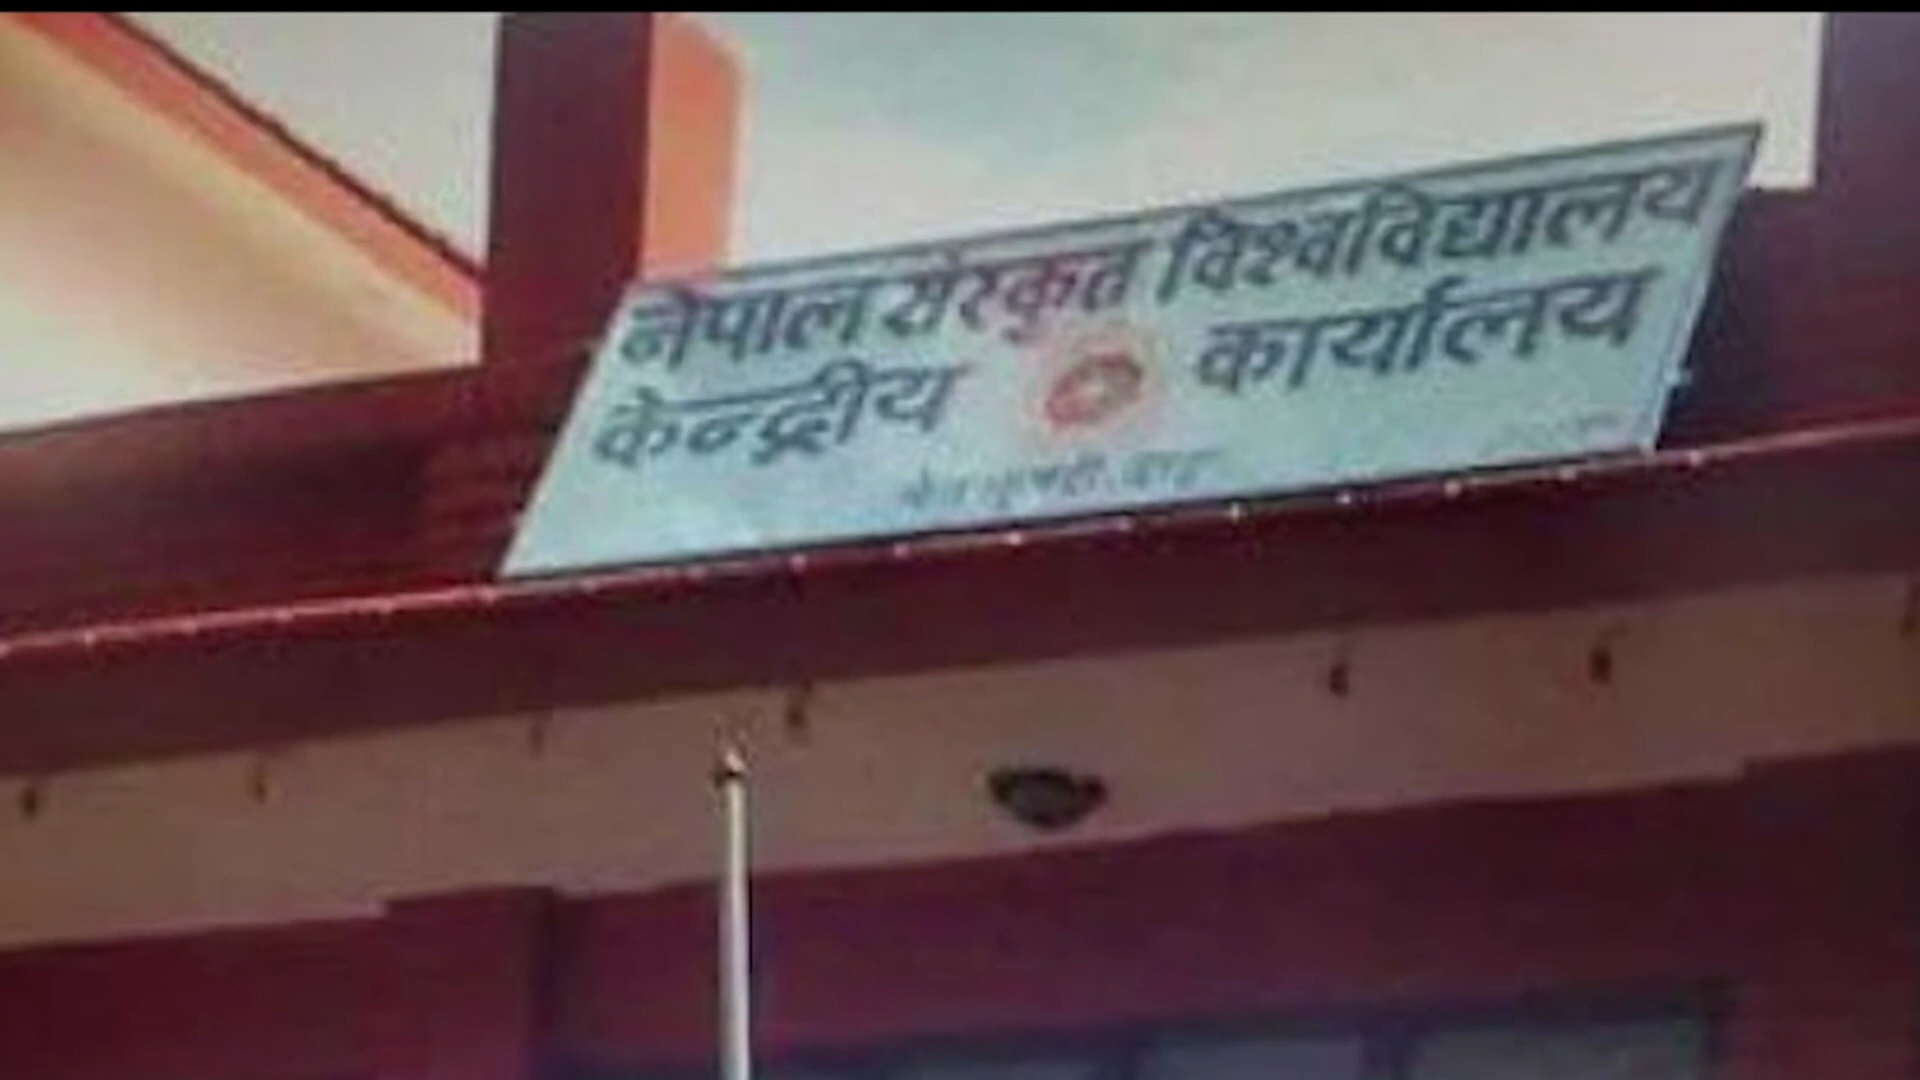 नेपाल संस्कृत विश्वविद्यालय
केन्द्रीय कार्यालय